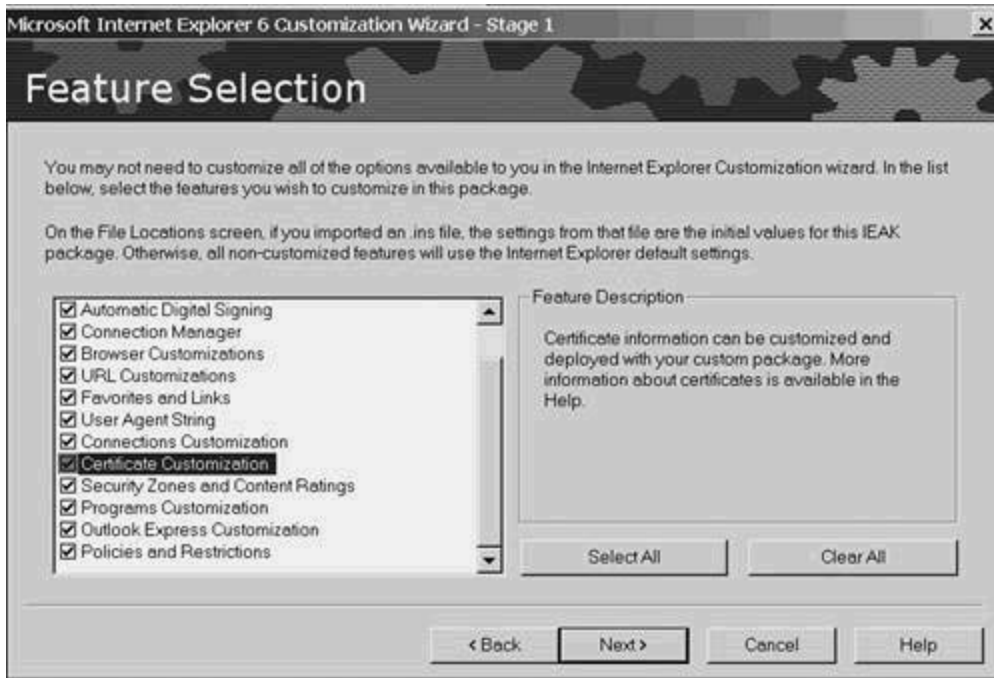 Microsoft Internet Explorer 6 Customization Wizard - Stage 1
Feature Selection
You may not need to customize all of the options available to you in the Internet Explorer Customization wizard. In the list
below, select the features you wish to customize in this package.
On the File Locations screen, if you imported an .ins file, the settings from that file are the initial values for this IEAK
package. Otherwise, all non-customized features will use the Internet Explorer default settings.
Automatic Digital Signing
Connection Manager
Browser Customizations
URL Customizations
Favorites and Links
User Agent String
Connections Customization
Certificate Customization
Security Zones and Content Ratings
Programs Customization
Outlook Express Customization
Policies and Restrictions
Feature Description
Certificate information can be customized and
deployed with your custom package. More
information about certificates is available in the
Help.
Select All
Clear All
< Back
Next >
Cancel
Help